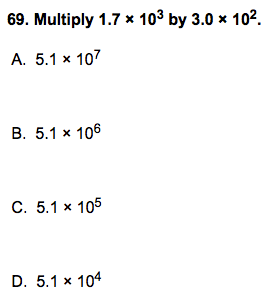 69. Multiply 1.7 × 10³ by 3.0 × 10².
A. 5.1 × 10⁷
B. 5.1 × 10⁶
C. 5.1 × 10⁵
D. 5.1 × 10⁴